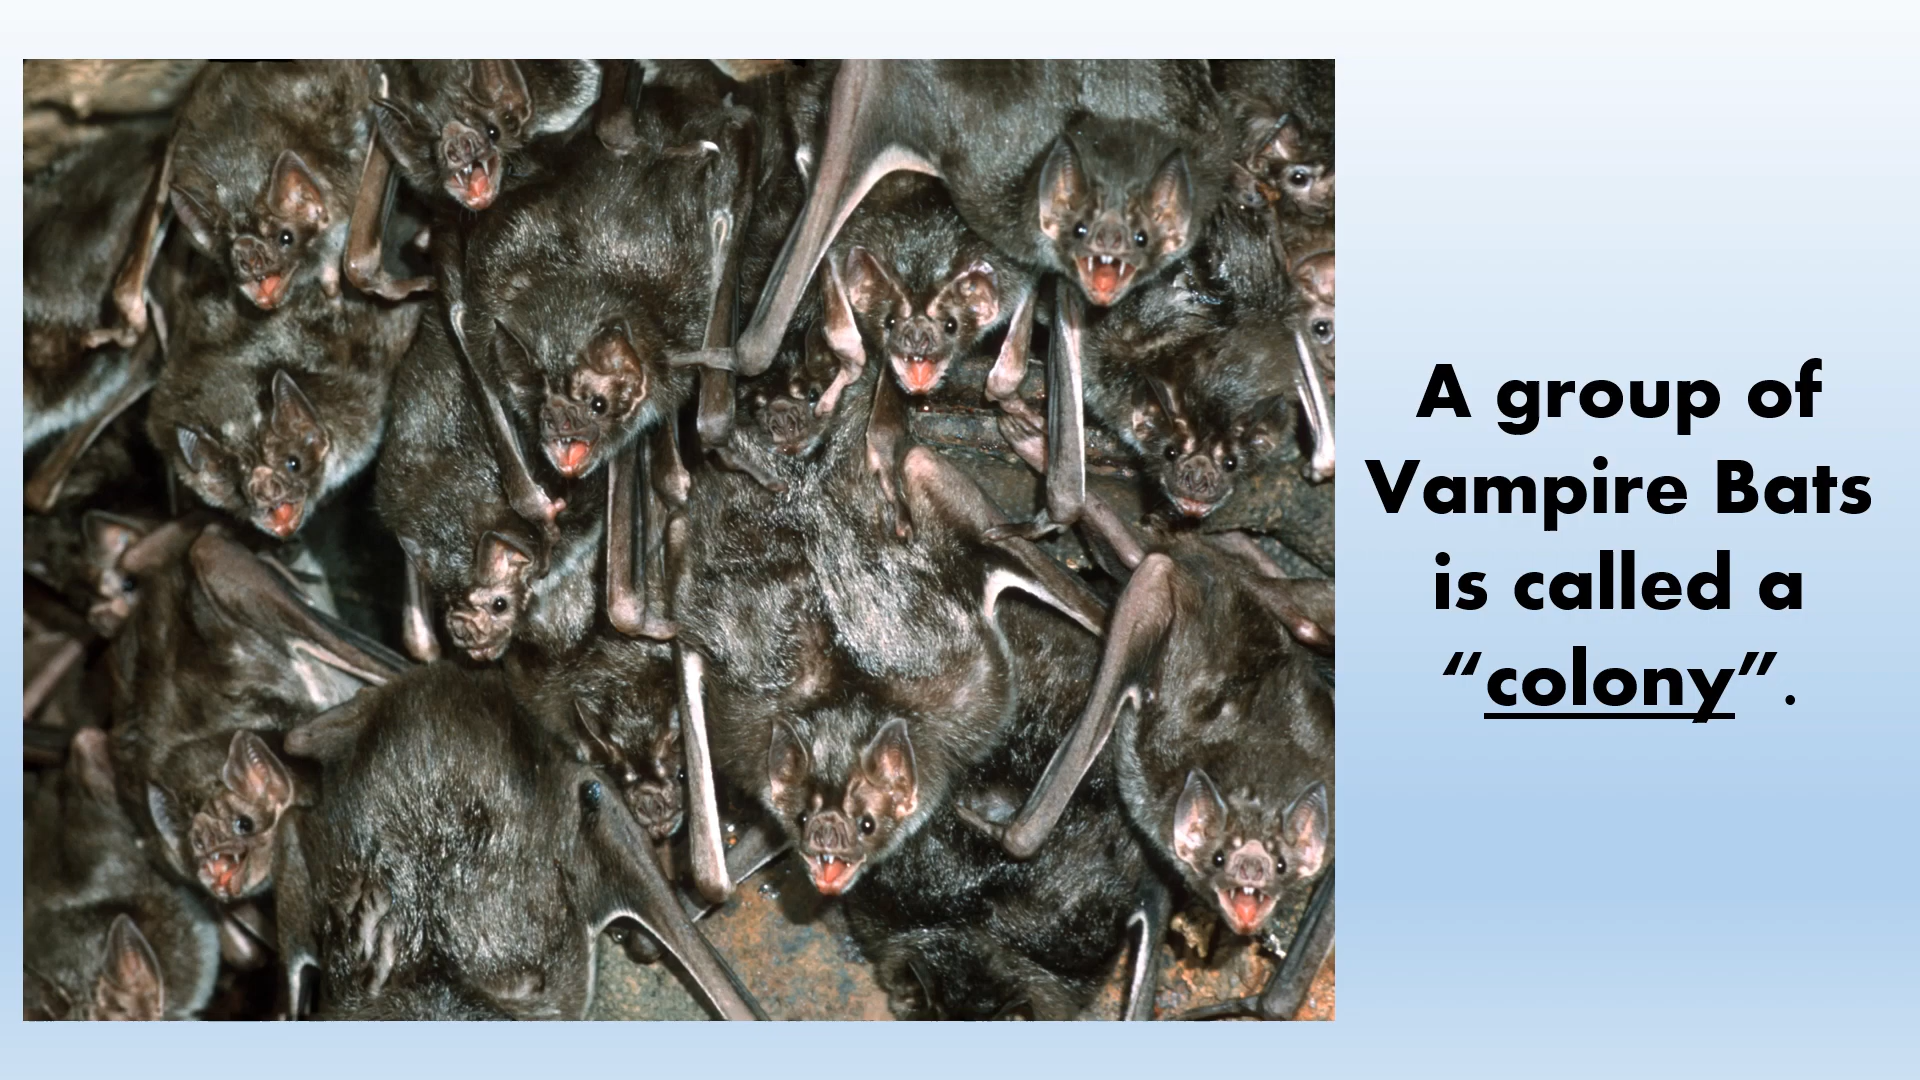 A group of
Vampire Bats
is called a
“colony”.